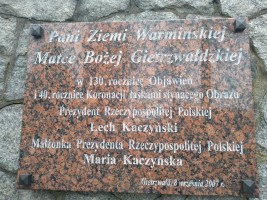 Pani Ziemi Warmińskiej
Matce Bożej Gietrzwałdzkiej
w 130. rocznicę Objawień
140. rocznicę Koronacji łaskami słynącego Obrazu
Prezydent Rzeczypospolitej Polskiej
Lech Kaczyński
Małżonka Prezydenta Rzeczypospolitej Polskiej
Maria Kaczyńska
Gietrzwałd, 8 września 2007 r.